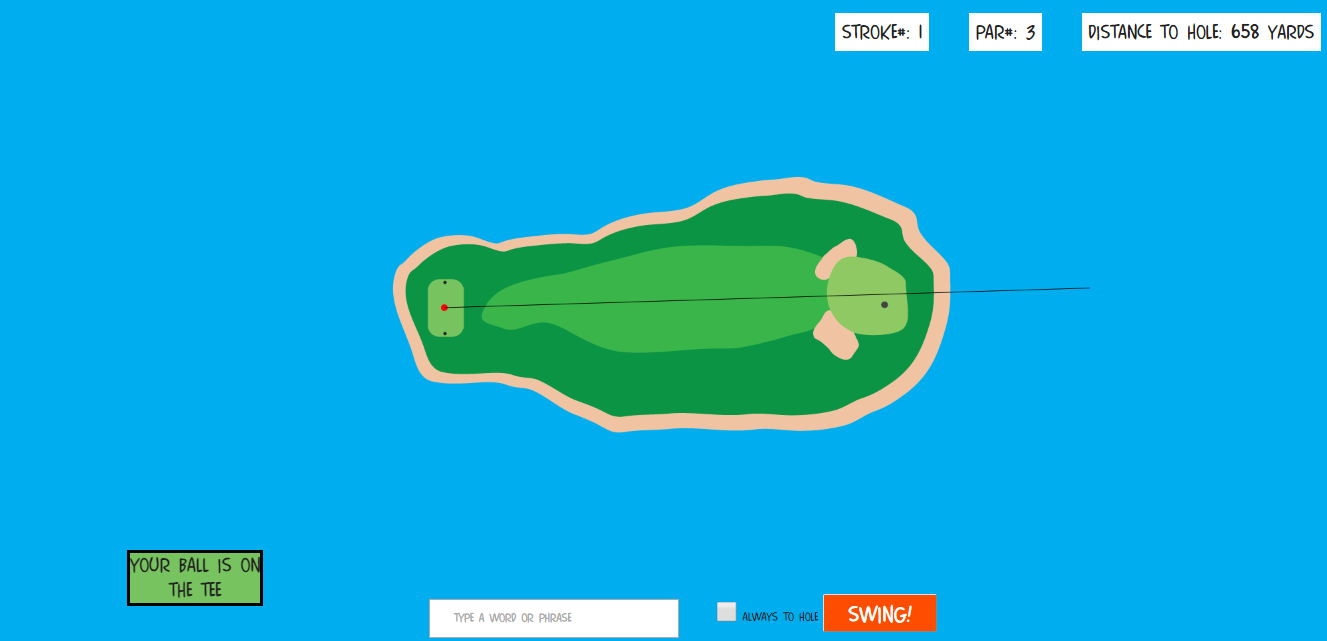 STROKE#: 1
PAR#: 3
DISTANCE TO HOLE: 658 YARDS
YOUR BALL IS ON
THE TEE
TYPE A WORD OR PHRASE
ALWAYS TO HOLE
SWING!